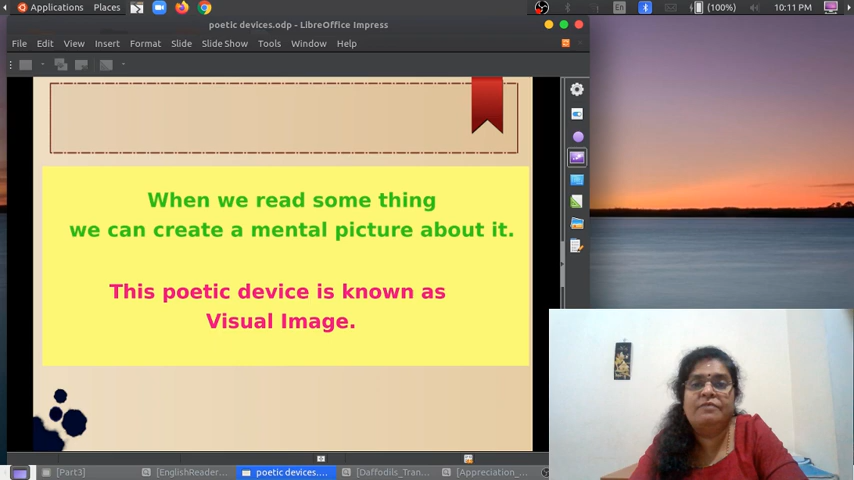 Applications Places En (100%) 10:11 PM
poetic devices.odp - LibreOffice Impress
File Edit View Insert Format Slide Slide Show Tools Window Help
When we read some thing
we can create a mental picture about it.
This poetic device is known as
Visual Image.
[Part3] [EnglishReader... poetic devices.... [Daffodils_Tran... [Appreciation_...